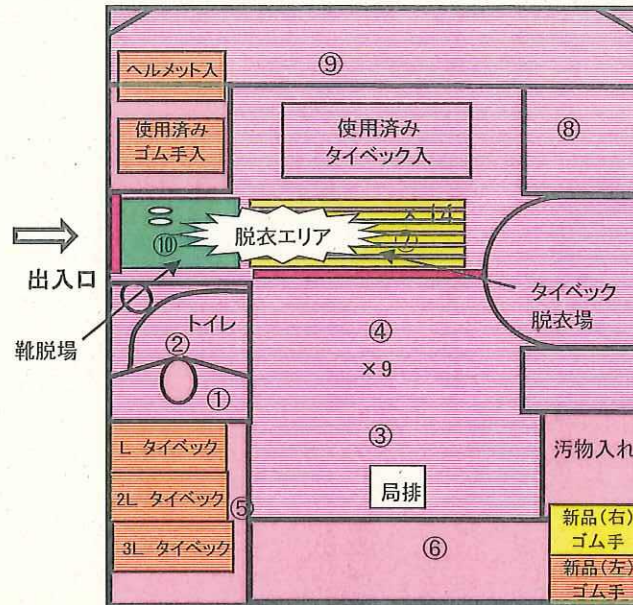 ⑨
ヘルメット入
使用済み
ゴム手入
使用済み
タイベック入
⑧
×14
⑦
⑩
脱衣エリア
出入口
タイベック
脱衣場
靴脱場
トイレ
②
④
×9
①
③
L タイベック
汚物入れ
局排
2L タイベック
⑤
新品(右)
ゴム手
3L タイベック
⑥
新品(左)
ゴム手